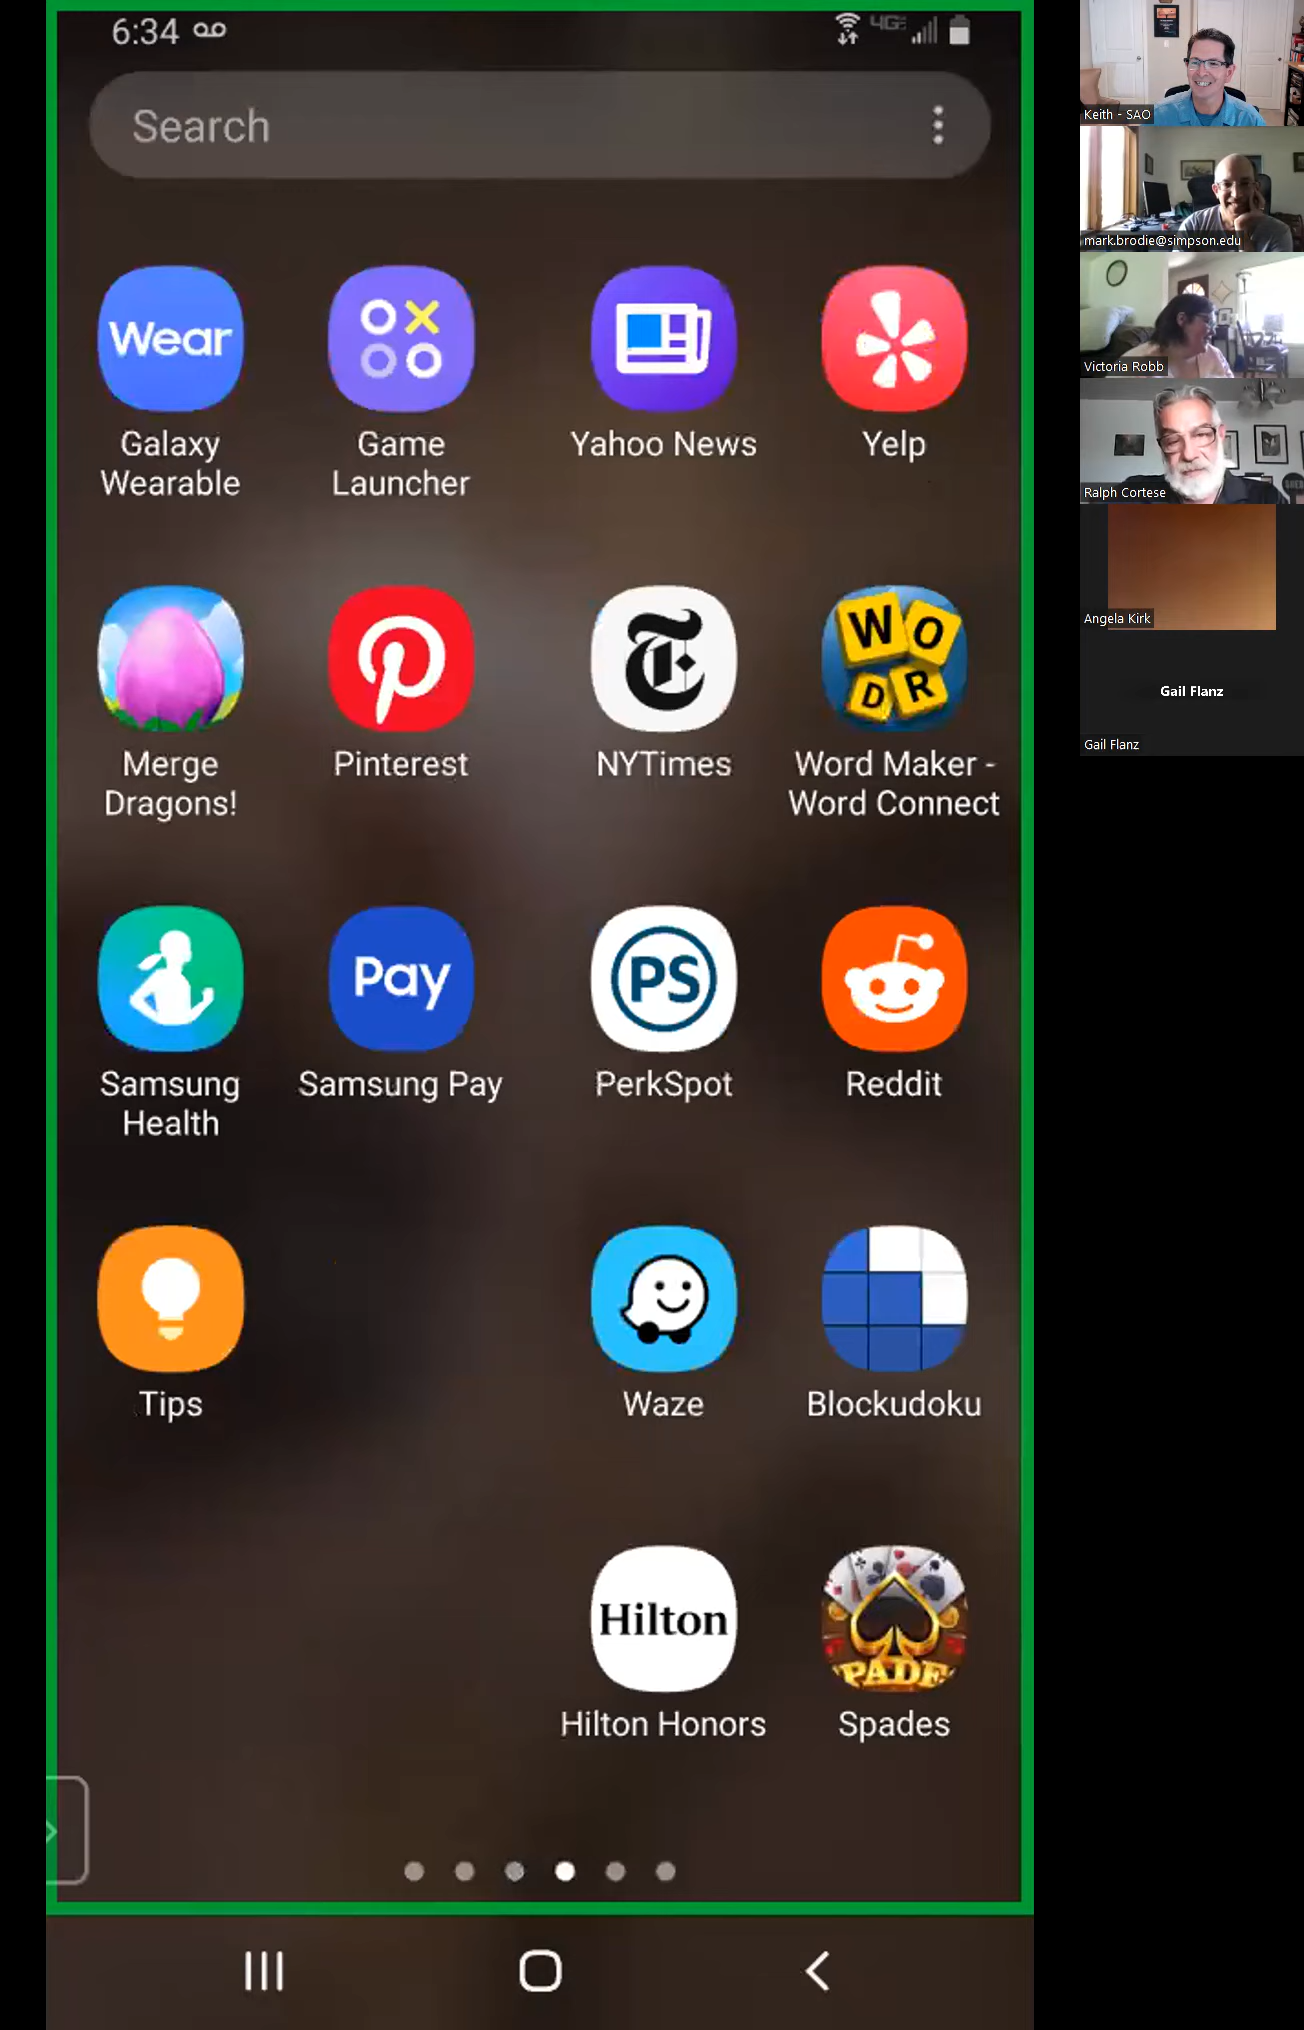 6:34
4G
Search
Wear
Galaxy
Wearable
Game
Launcher
Yahoo News
Yelp
Merge
Dragons!
Pinterest
NYTimes
W O
D R
Word Maker -
Word Connect
Samsung
Health
Pay
Samsung Pay
PS
PerkSpot
Reddit
Tips
Waze
Blockudoku
Hilton
Hilton Honors
PADE
Spades
Keith - SAO
mark.brodie@simpson.edu
Victoria Robb
Ralph Cortese
Angela Kirk
Gail Flanz
Gail Flanz